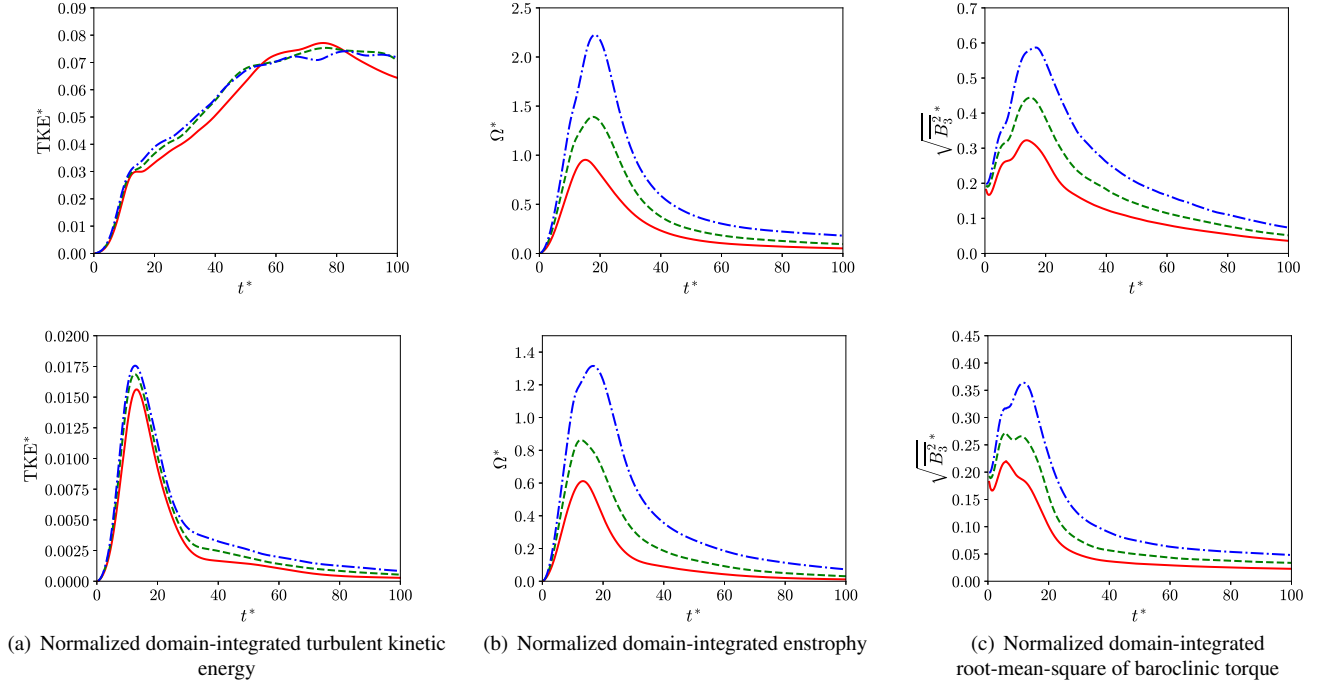 0.09
0.08
0.07
0.06
0.05
0.04
0.03
0.02
0.01
0.00
TKE*
0 20 40 60 80 100
t*
2.5
2.0
1.5
1.0
0.5
0.0
Ω*
0 20 40 60 80 100
t*
0.7
0.6
0.5
0.4
0.3
0.2
0.1
0.0
√B₃²*
0 20 40 60 80 100
t*
0.0200
0.0175
0.0150
0.0125
0.0100
0.0075
0.0050
0.0025
0.0000
TKE*
0 20 40 60 80 100
t*
1.4
1.2
1.0
0.8
0.6
0.4
0.2
0.0
Ω*
0 20 40 60 80 100
t*
0.45
0.40
0.35
0.30
0.25
0.20
0.15
0.10
0.05
0.00
√B₃²*
0 20 40 60 80 100
t*
(a) Normalized domain-integrated turbulent kinetic
energy
(b) Normalized domain-integrated enstrophy
(c) Normalized domain-integrated
root-mean-square of baroclinic torque